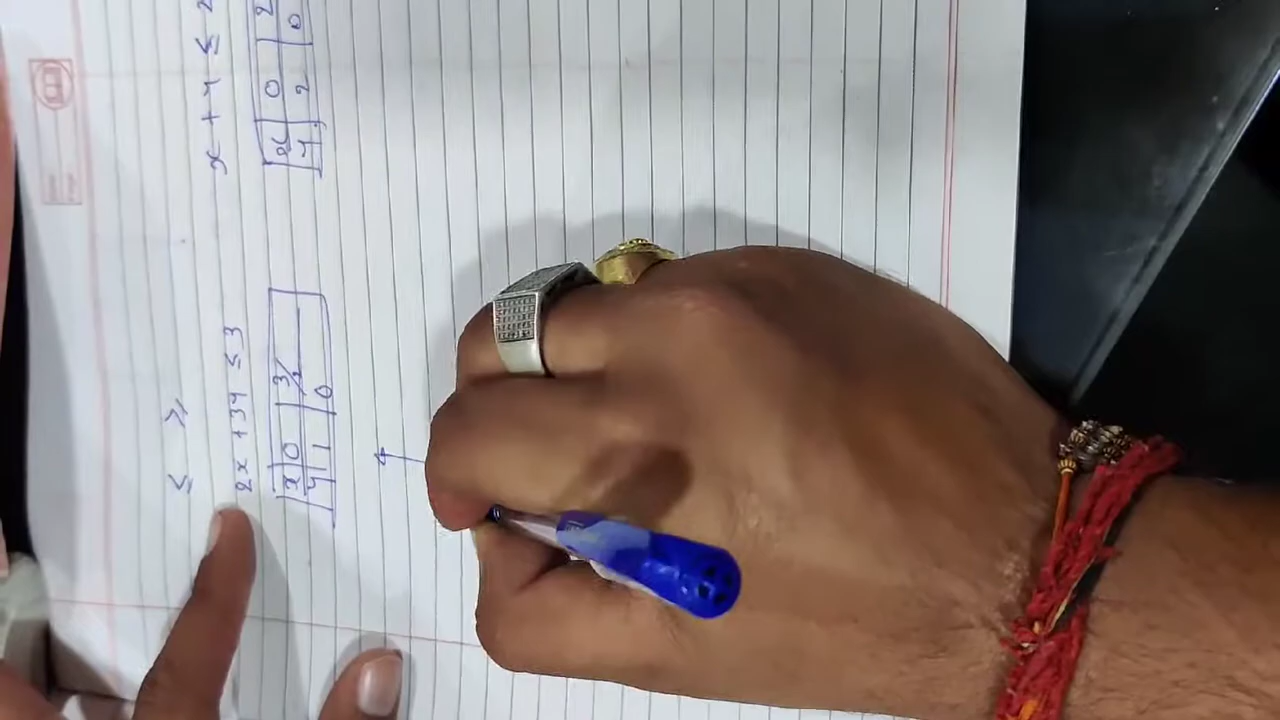 ≤ ≥
2x + 3y ≤ 3 x + y ≤ 2
x 0 3/2 x 0 2
y 1 0 y 2 0